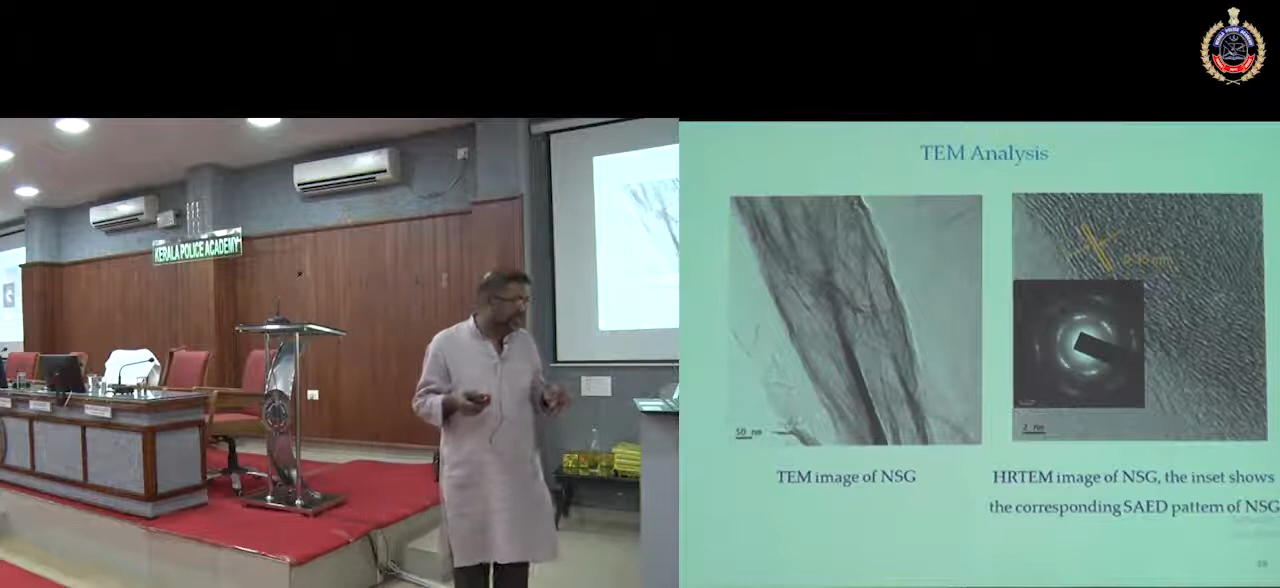 KERALA POLICE ACADEMY
TEM Analysis
50 nm
2 nm
TEM image of NSG
HRTEM image of NSG, the inset shows
the corresponding SAED pattern of NSG